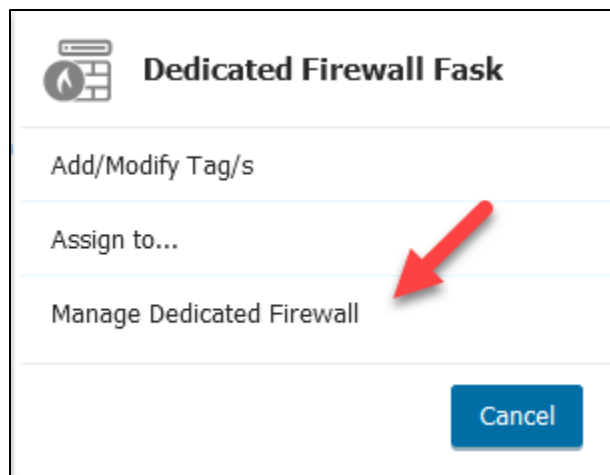 Dedicated Firewall Fask
Add/Modify Tag/s
Assign to...
Manage Dedicated Firewall
Cancel